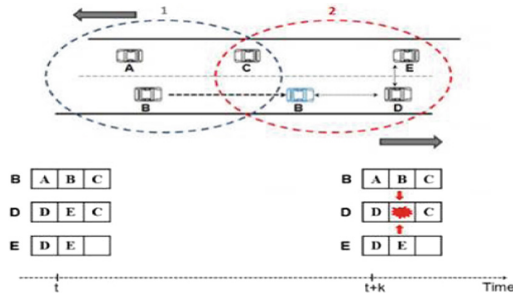 1 2
A C E
B B D
B A B C B A B C
D D E C D D C
E D E E D E
t t+k Time